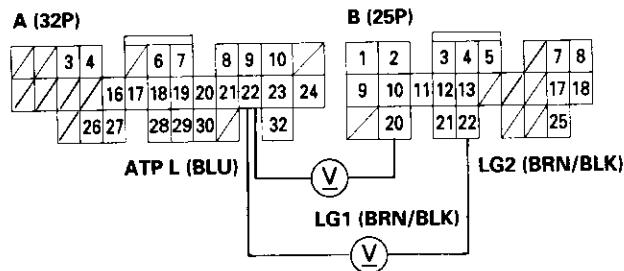 A (32P)
B (25P)
3 4 6 7 8 9 10
1 2 3 4 5 7 8
16 17 18 19 20 21 22 23 24
9 10 11 12 13 17 18
26 27 28 29 30 32
20 21 22 25
ATP L (BLU)
V
LG2 (BRN/BLK)
LG1 (BRN/BLK)
V